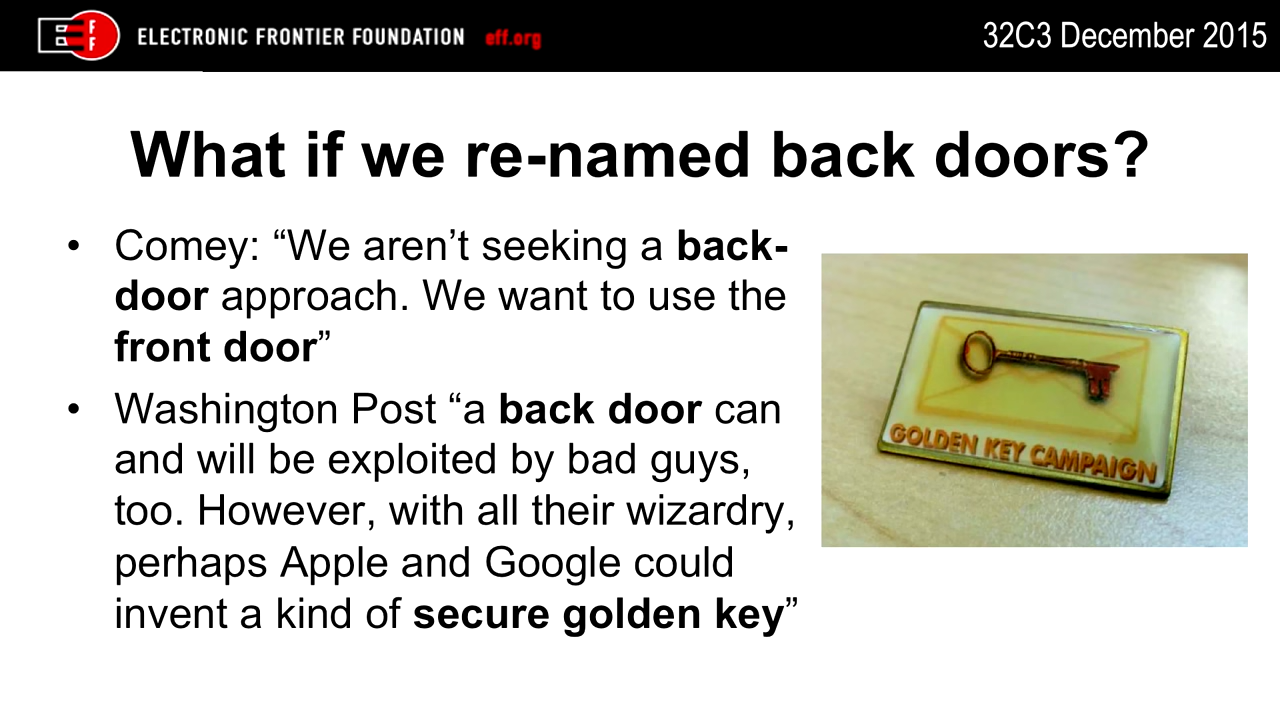 E
F
F
ELECTRONIC FRONTIER FOUNDATION eff.org
32C3 December 2015
What if we re-named back doors?
• Comey: “We aren’t seeking a back-
door approach. We want to use the
front door”
• Washington Post “a back door can
and will be exploited by bad guys,
too. However, with all their wizardry,
perhaps Apple and Google could
invent a kind of secure golden key”
GOLDEN KEY CAMPAIGN